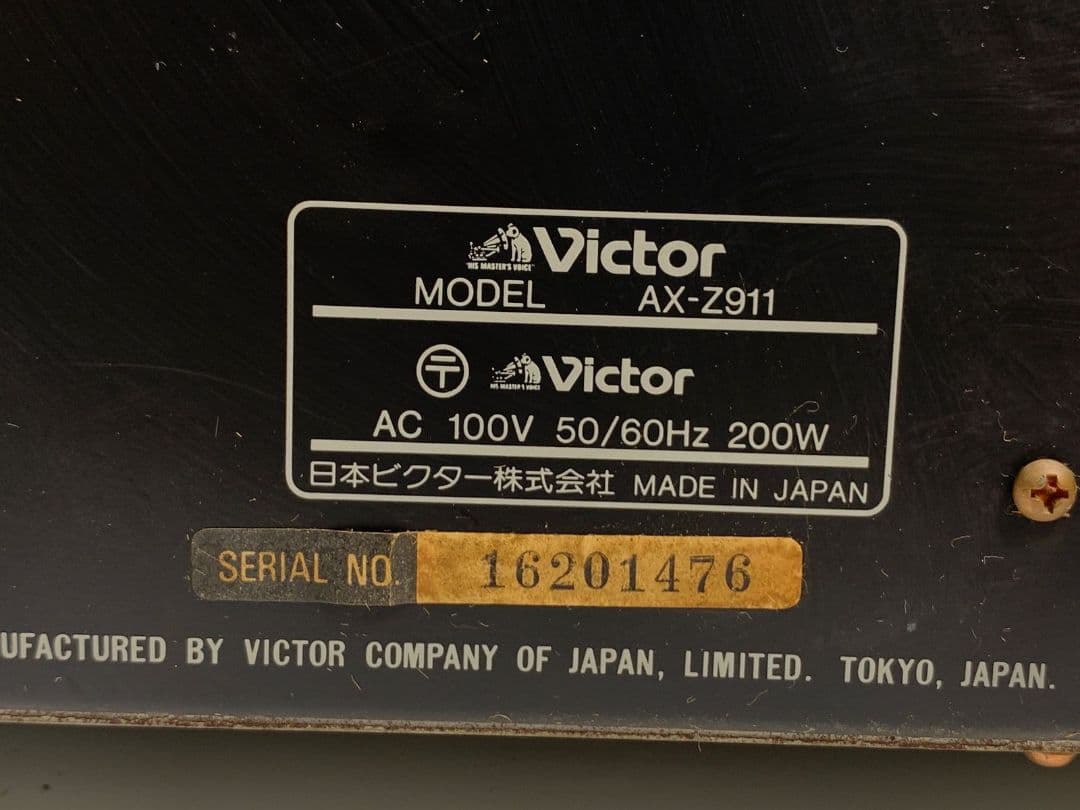 "HIS MASTER'S VOICE" Victor
MODEL AX-Z911
〒 "HIS MASTER'S VOICE" Victor
AC 100V 50/60Hz 200W
日本ビクター株式会社 MADE IN JAPAN
SERIAL NO. 16201476
UFACTURED BY VICTOR COMPANY OF JAPAN, LIMITED. TOKYO, JAPAN.